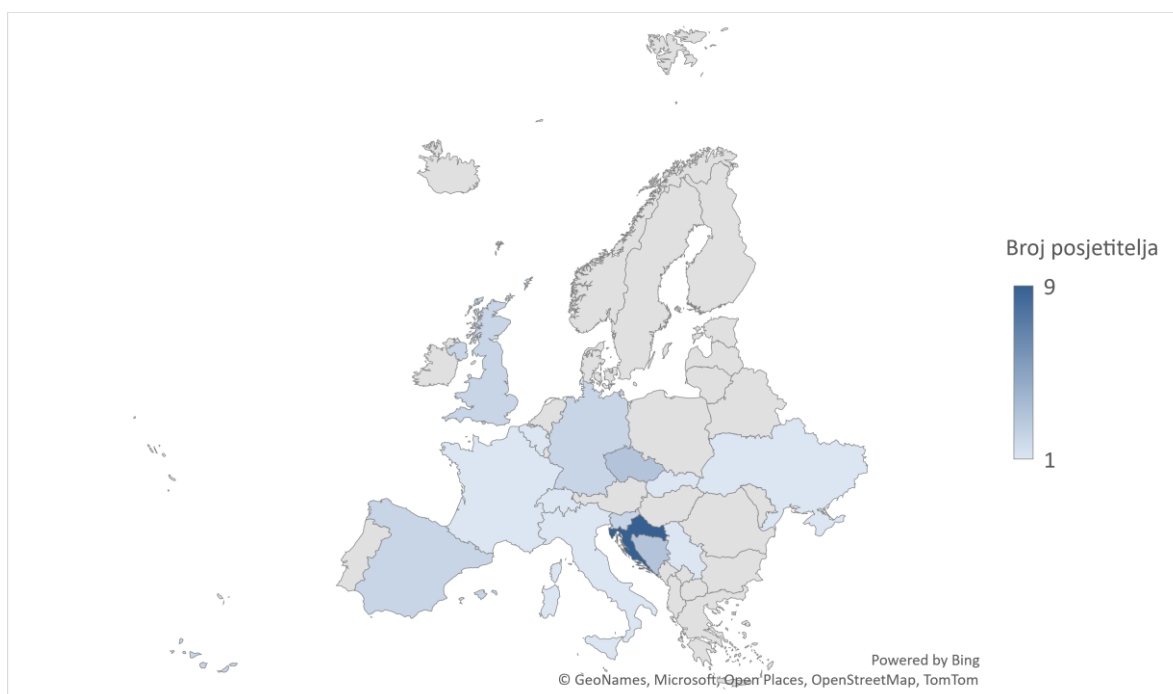 Broj posjetitelja
9
1
Powered by Bing
© GeoNames, Microsoft, Open Places, OpenStreetMap, TomTom